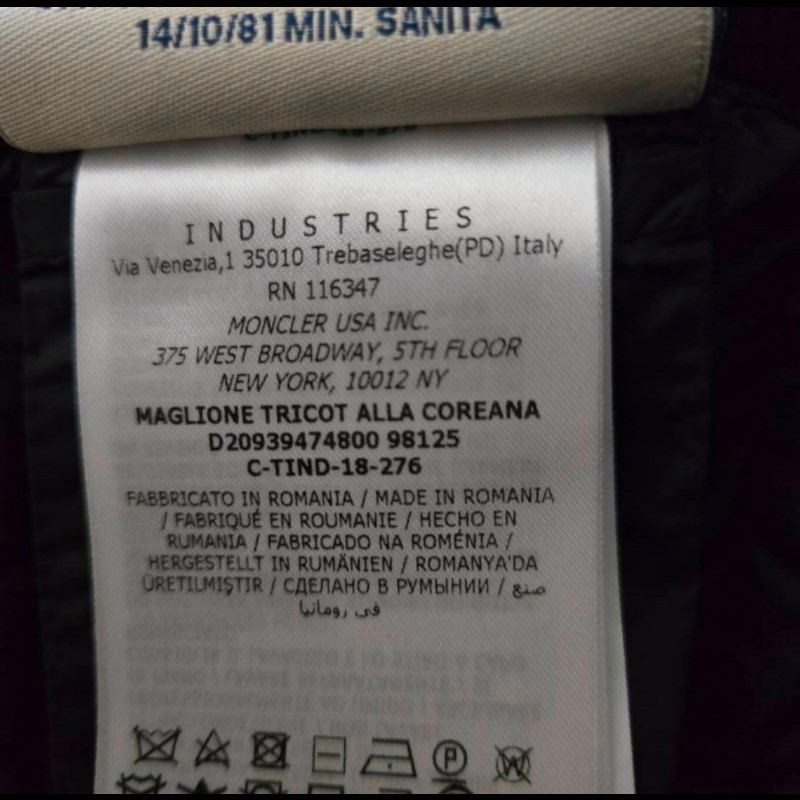 14/10/81 MIN. SANITA
INDUSTRIES
Via Venezia,1 35010 Trebaseleghe(PD) Italy
RN 116347
MONCLER USA INC.
375 WEST BROADWAY, 5TH FLOOR
NEW YORK, 10012 NY
MAGLIONE TRICOT ALLA COREANA
D20939474800 98125
C-TIND-18-276
FABBRICATO IN ROMANIA / MADE IN ROMANIA
/ FABRIQUÉ EN ROUMANIE / HECHO EN
RUMANIA / FABRICADO NA ROMÉNIA /
HERGESTELLT IN RUMÄNIEN / ROMANYA'DA
ÜRETILMIŞTIR / СДЕЛАНО В РУМЫНИИ / صنع
في رومانيا
P
W